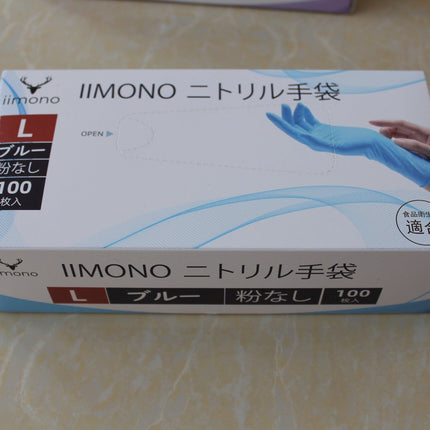 iimono
IIMONO ニトリル手袋
OPEN
L
ブルー
粉なし
100
枚入
食品衛生
適合
iimono
IIMONO ニトリル手袋
L ブルー 粉なし 100
枚入